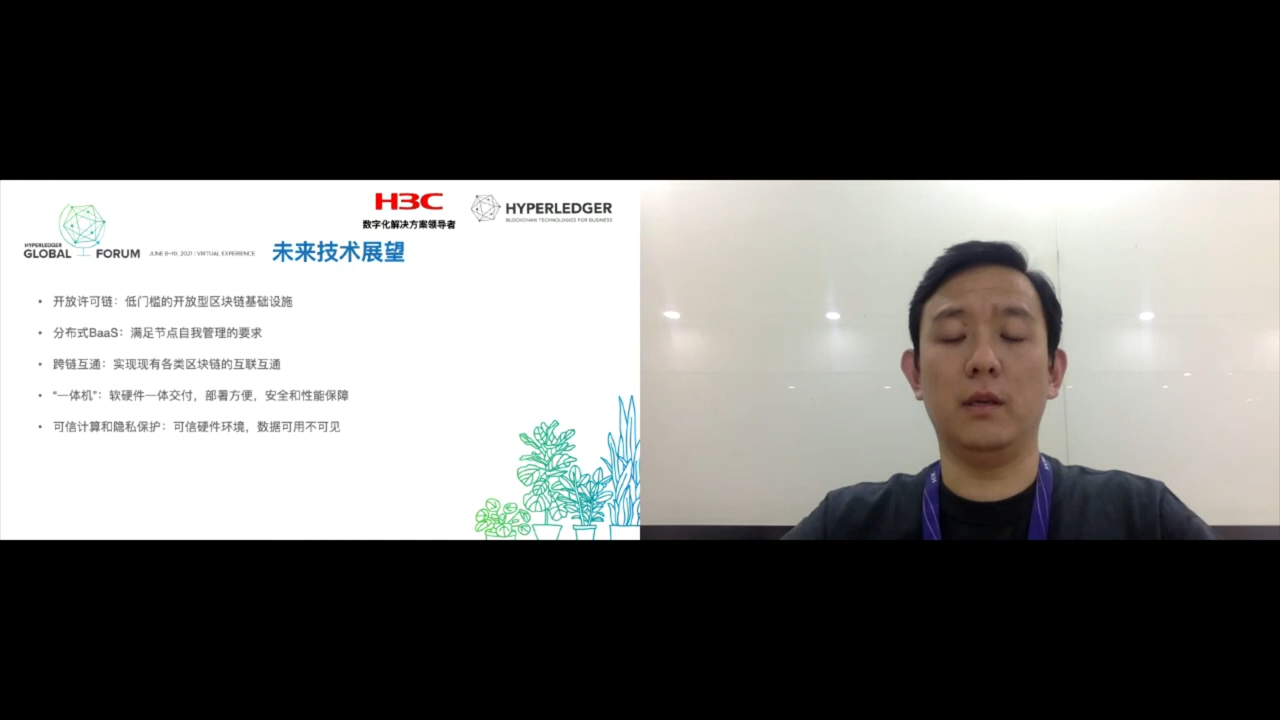 H3C
数字化解决方案领导者
HYPERLEDGER
BLOCKCHAIN TECHNOLOGIES FOR BUSINESS
HYPERLEDGER
GLOBAL FORUM
JUNE 8-10, 2021 | VIRTUAL EXPERIENCE
未来技术展望
• 开放许可链：低门槛的开放型区块链基础设施
• 分布式BaaS：满足节点自我管理的要求
• 跨链互通：实现现有各类区块链的互联互通
• “一体机”：软硬件一体交付，部署方便，安全和性能保障
• 可信计算和隐私保护：可信硬件环境，数据可用不可见